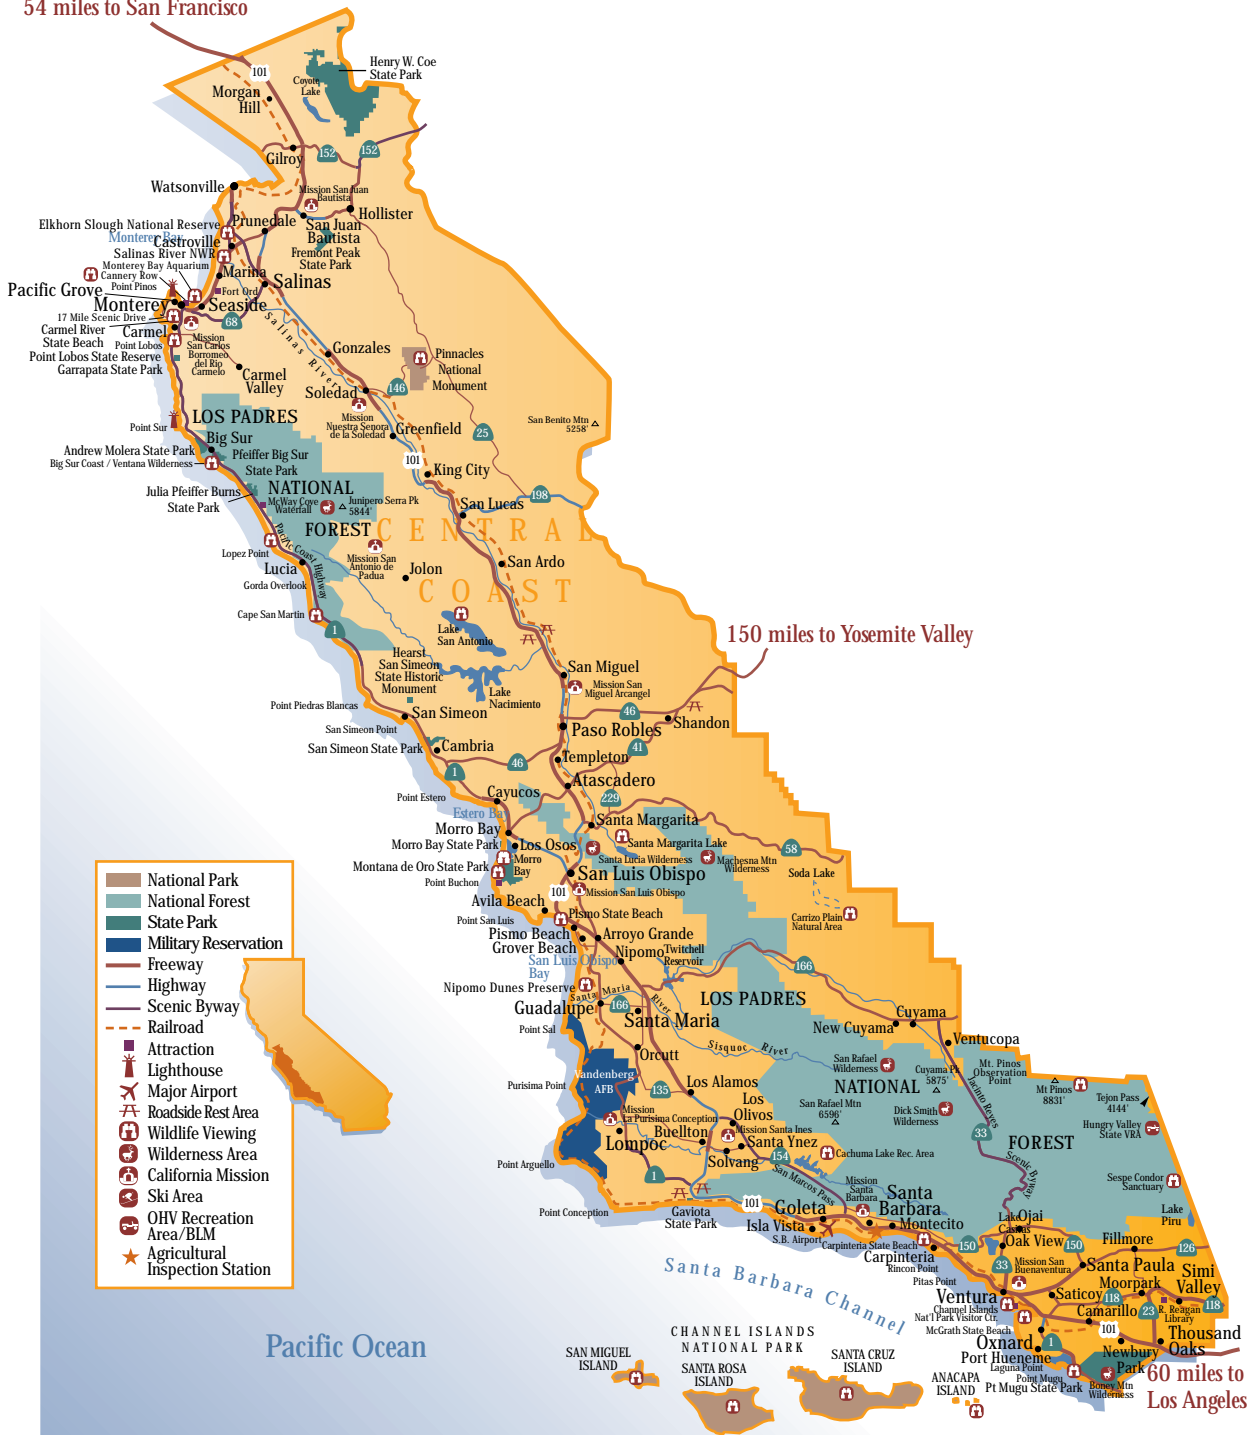 54 miles to San Francisco
101
Henry W. Coe
State Park
Coyote
Lake
Morgan
Hill
Gilroy
152
152
Watsonville
Mission San Juan
Bautista
Hollister
Elkhorn Slough National Reserve
Prunedale
San Juan
Bautista
Monterey Bay
Castroville
Salinas River NWR
Fremont Peak
State Park
Monterey Bay Aquarium
Cannery Row
Point Pinos
Marina
Salinas
Fort Ord
Pacific Grove
Monterey
Seaside
17 Mile Scenic Drive
68
Carmel River
State Beach
Carmel
Point Lobos
Point Lobos State Reserve
Garrapata State Park
Mission
San Carlos
Borromeo
del Rio
Carmelo
Salinas River
Gonzales
Carmel
Valley
Pinnacles
National
Monument
Soledad
146
Mission
Nuestra Senora
de la Soledad
Greenfield
25
San Benito Mtn
5258'
LOS PADRES
Point Sur
Big Sur
Andrew Molera State Park
Big Sur Coast / Ventana Wilderness
Pfeiffer Big Sur
State Park
101
King City
Julia Pfeiffer Burns
State Park
NATIONAL
McWay Cove
Waterfall
Junipero Serra Pk
5844'
198
San Lucas
FOREST
CENTRAL
COAST
Pacific Coast Highway
Lopez Point
Mission San
Antonio de
Padua
San Ardo
Lucia
Jolon
Gorda Overlook
Cape San Martin
1
Lake
San Antonio
150 miles to Yosemite Valley
Hearst
San Simeon
State Historic
Monument
San Miguel
Mission San
Miguel Arcangel
Lake
Nacimiento
Point Piedras Blancas
San Simeon
46
Shandon
San Simeon Point
Paso Robles
San Simeon State Park
Cambria
41
Templeton
46
1
Atascadero
Point Estero
Cayucos
229
Estero Bay
Santa Margarita
Morro Bay
Morro Bay State Park
Los Osos
Santa Margarita Lake
58
Santa Lucia Wilderness
Machesna Mtn
Wilderness
Montana de Oro State Park
Morro
Bay
San Luis Obispo
Soda Lake
Point Buchon
101
Mission San Luis Obispo
Avila Beach
Point San Luis
Pismo State Beach
Carrizo Plain
Natural Area
Pismo Beach
Arroyo Grande
Grover Beach
San Luis Obispo
Bay
Nipomo
Twitchell
Reservoir
166
Nipomo Dunes Preserve
Santa Maria River
LOS PADRES
Guadalupe
166
Santa Maria
Cuyama
New Cuyama
Point Sal
Ventucopa
Sisquoc River
Orcutt
San Rafael
Wilderness
Cuyama Pk
5875'
Mt. Pinos
Observation
Point
Vandenberg
AFB
Purisima Point
135
Los Alamos
NATIONAL
Mt Pinos
8831'
Tejon Pass
4144'
San Rafael Mtn
6596'
Dick Smith
Wilderness
Jacinto Reyes
Scenic Byway
Mission
La Purisima Conception
Los
Olivos
Hungry Valley
State VRA
33
FOREST
Lompoc
Buellton
Mission Santa Ines
Santa Ynez
Solvang
154
Cachuma Lake Rec. Area
Point Arguello
1
San Marcos Pass
Sespe Condor
Sanctuary
Mission
Santa
Barbara
Santa
Barbara
Point Conception
Gaviota
State Park
101
Goleta
Isla Vista
S.B. Airport
Montecito
Lake
Piru
Lake
Casitas
Ojai
Carpinteria State Beach
Carpinteria
150
Oak View
150
Fillmore
126
Rincon Point
Pitas Point
33
Mission San
Buenaventura
Santa Paula
Simi
Valley
Moorpark
Ventura
Saticoy
118
118
Channel Islands
Nat'l Park Visitor Ctr.
Camarillo
23
R. Reagan
Library
McGrath State Beach
101
Oxnard
1
Thousand
Oaks
Port Hueneme
Newbury
Park
Laguna Point
Point Mugu
Pt Mugu State Park
Boney Mtn
Wilderness
60 miles to
Los Angeles
Santa Barbara Channel
Pacific Ocean
CHANNEL ISLANDS
NATIONAL PARK
SAN MIGUEL
ISLAND
SANTA ROSA
ISLAND
SANTA CRUZ
ISLAND
ANACAPA
ISLAND
National Park
National Forest
State Park
Military Reservation
Freeway
Highway
Scenic Byway
Railroad
Attraction
Lighthouse
Major Airport
Roadside Rest Area
Wildlife Viewing
Wilderness Area
California Mission
Ski Area
OHV Recreation
Area/BLM
Agricultural
Inspection Station